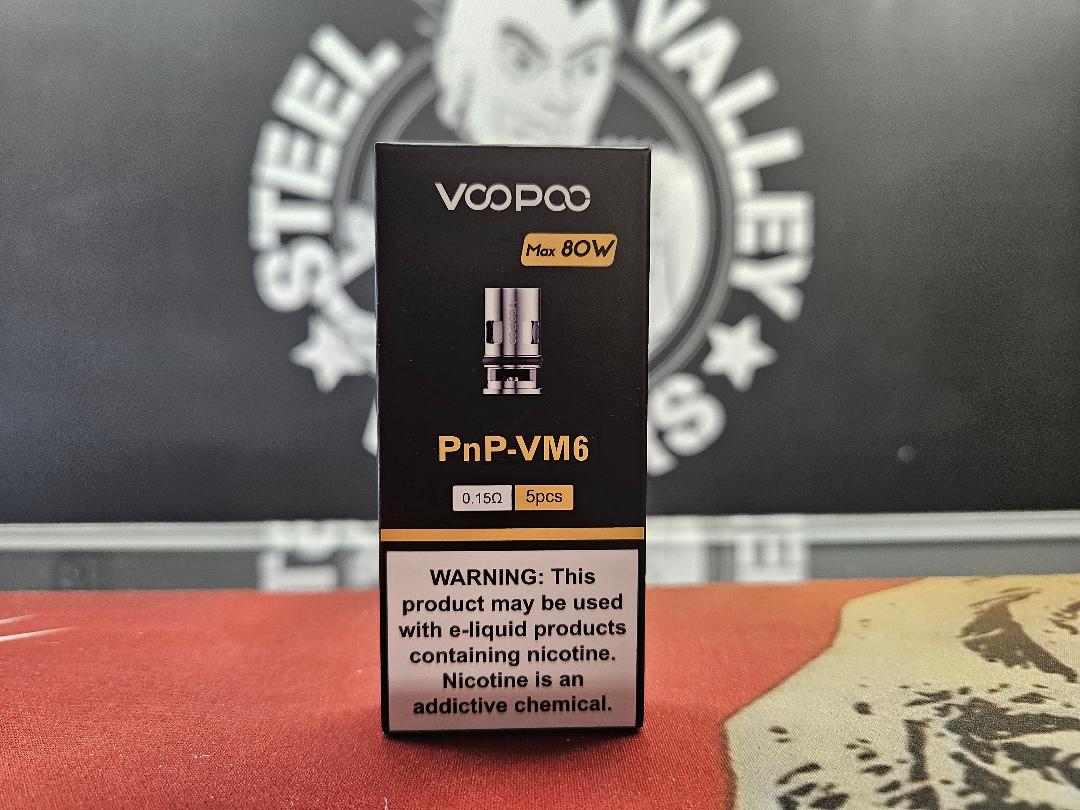 STEEL VALLEY
VOOPOO
Max 80W
VOOPOO
PnP-VM6
0.15Ω 5pcs
WARNING: This
product may be used
with e-liquid products
containing nicotine.
Nicotine is an
addictive chemical.